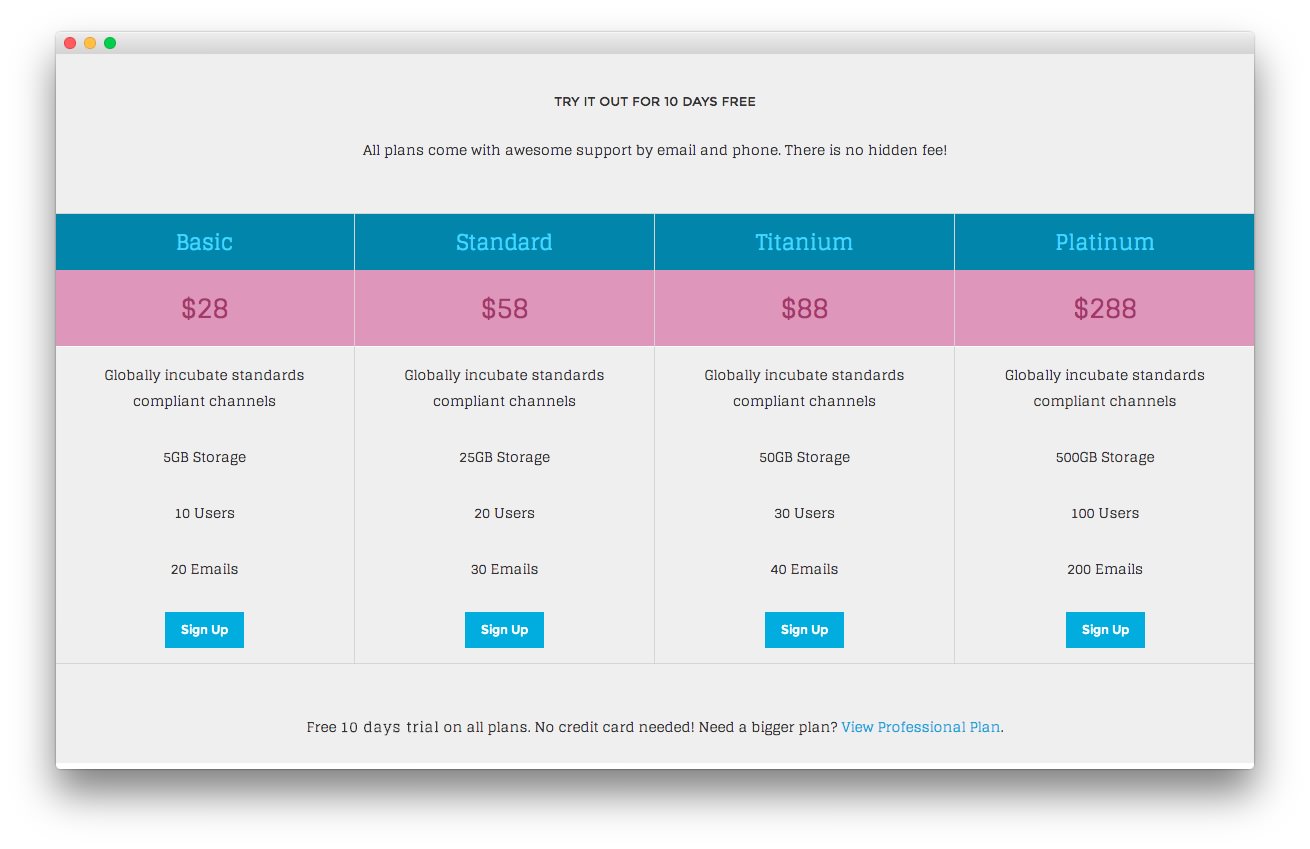 TRY IT OUT FOR 10 DAYS FREE
All plans come with awesome support by email and phone. There is no hidden fee!
Basic
Standard
Titanium
Platinum
$28
$58
$88
$288
Globally incubate standards
compliant channels
Globally incubate standards
compliant channels
Globally incubate standards
compliant channels
Globally incubate standards
compliant channels
5GB Storage
25GB Storage
50GB Storage
500GB Storage
10 Users
20 Users
30 Users
100 Users
20 Emails
30 Emails
40 Emails
200 Emails
Sign Up
Sign Up
Sign Up
Sign Up
Free 10 days trial on all plans. No credit card needed! Need a bigger plan? View Professional Plan.